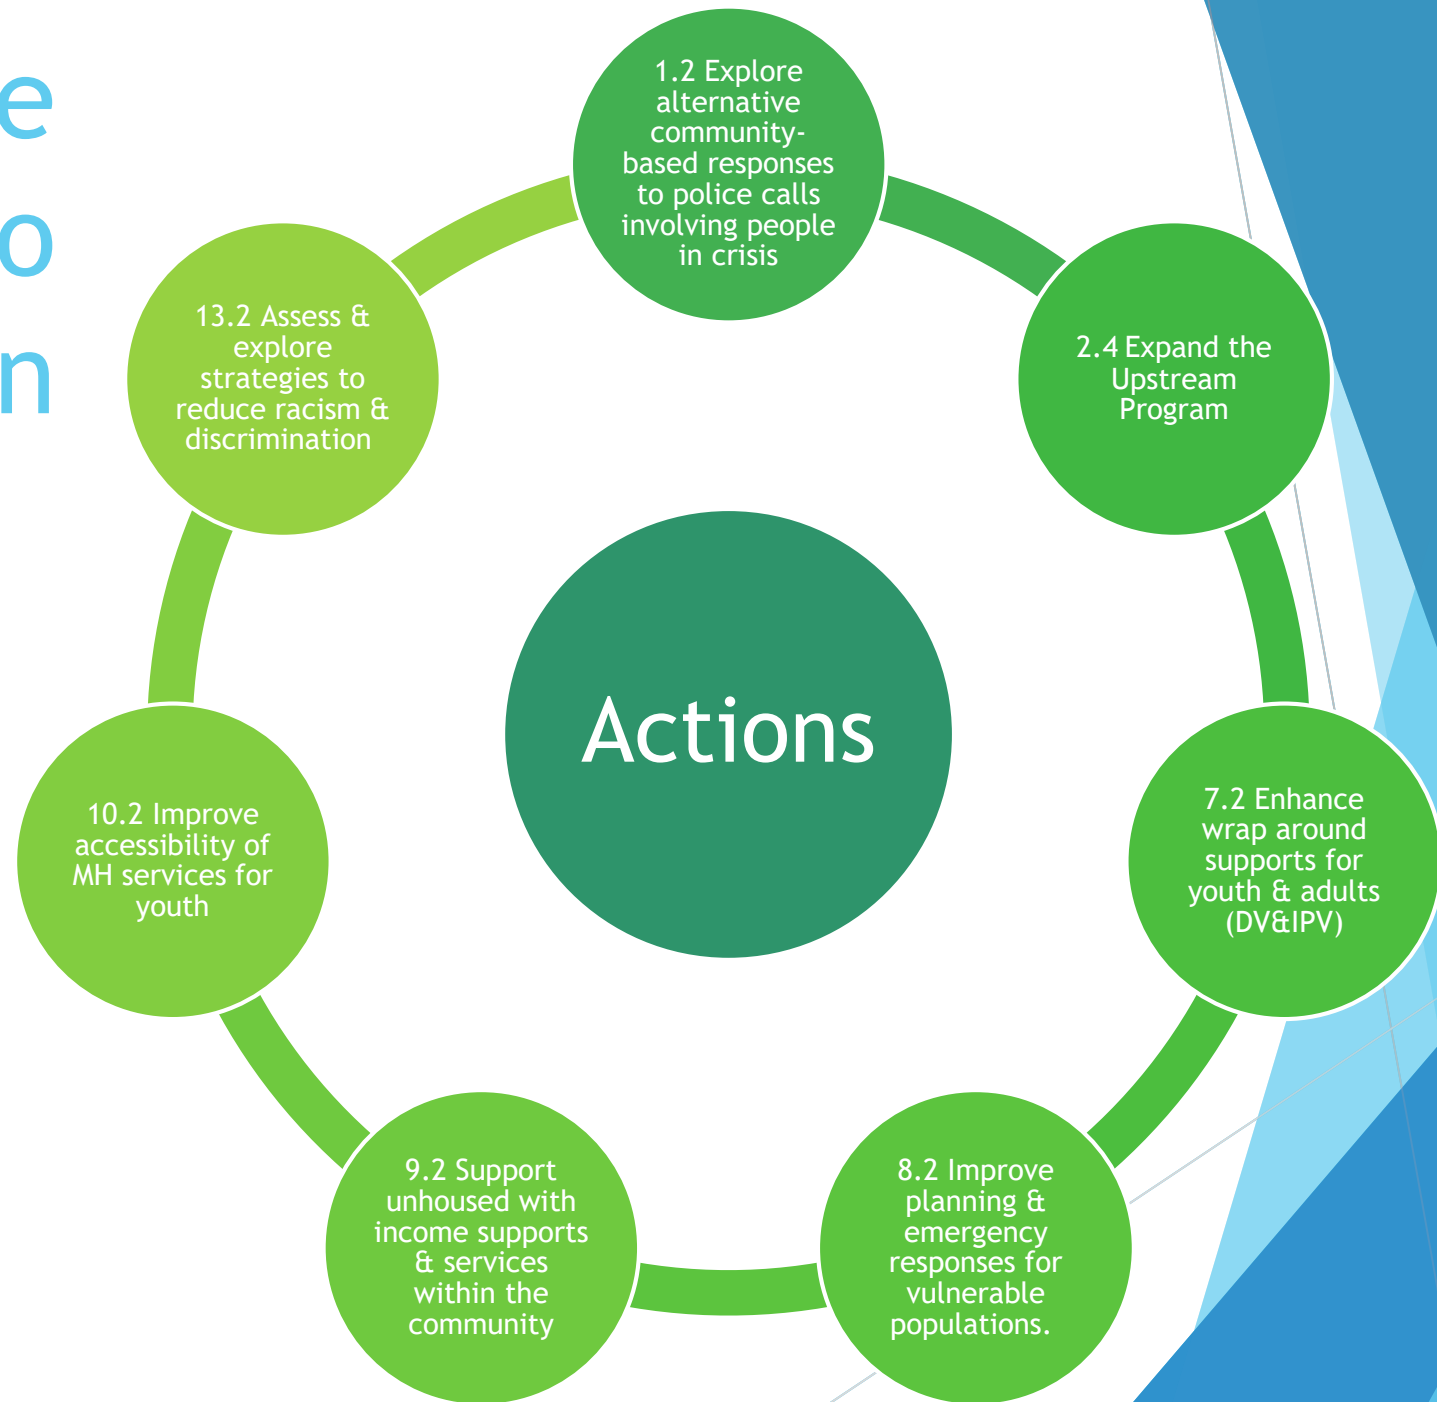 e
o
n
1.2 Explore
alternative
community-
based responses
to police calls
involving people
in crisis
2.4 Expand the
Upstream
Program
7.2 Enhance
wrap around
supports for
youth & adults
(DV&IPV)
8.2 Improve
planning &
emergency
responses for
vulnerable
populations.
9.2 Support
unhoused with
income supports
& services
within the
community
10.2 Improve
accessibility of
MH services for
youth
13.2 Assess &
explore
strategies to
reduce racism &
discrimination
Actions